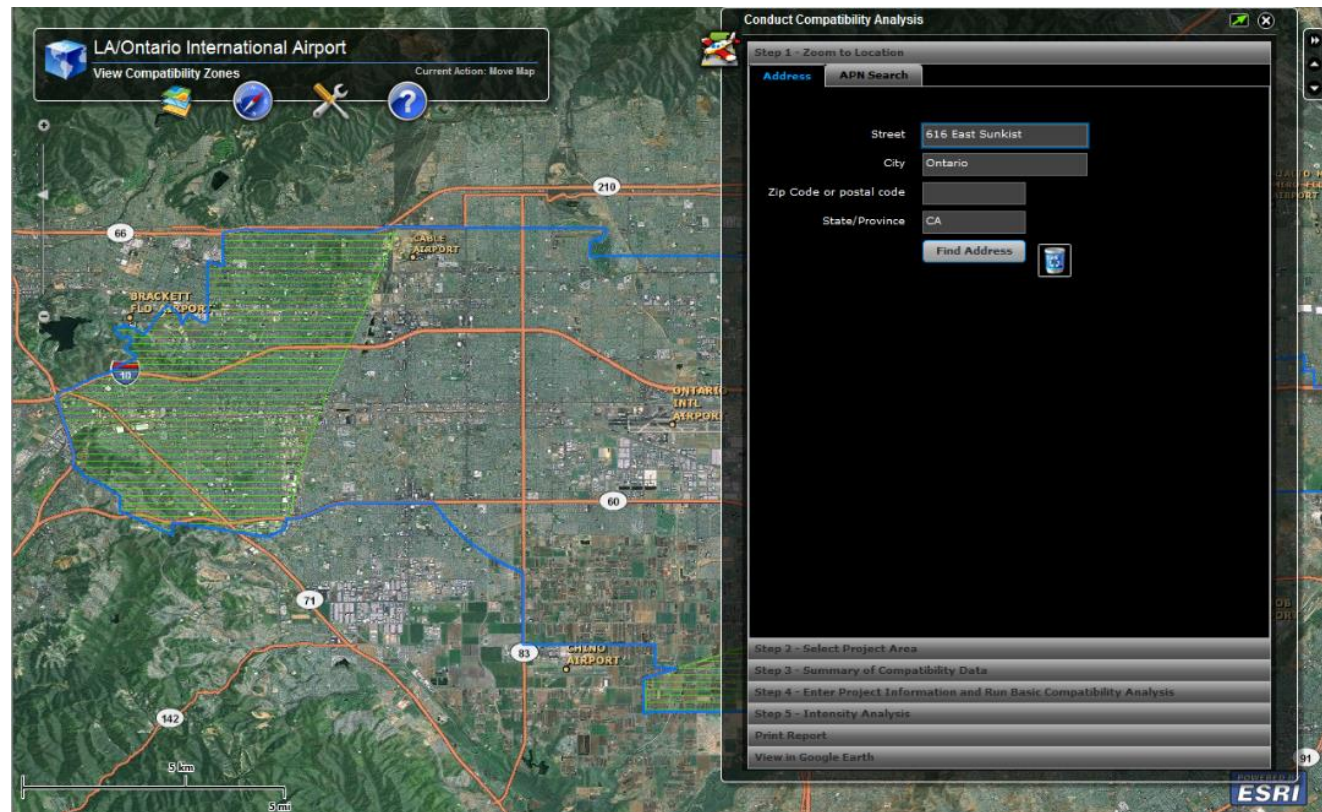 LA/Ontario International Airport
View Compatibility Zones
Current Action: Move Map
Conduct Compatibility Analysis
Step 1 - Zoom to Location
Address
APN Search
Street
616 East Sunkist
City
Ontario
Zip Code or postal code
State/Province
CA
Find Address
Step 2 - Select Project Area
Step 3 - Summary of Compatibility Data
Step 4 - Enter Project Information and Run Basic Compatibility Analysis
Step 5 - Intensity Analysis
Print Report
View in Google Earth
210
66
CABLE
AIRPORT
BRACKETT
FLD AIRPORT
10
ONTARIO
INTL
AIRPOR
60
71
83
CHINO
AIRPORT
142
5 km
5 mi
91
POWERED BY
ESRI